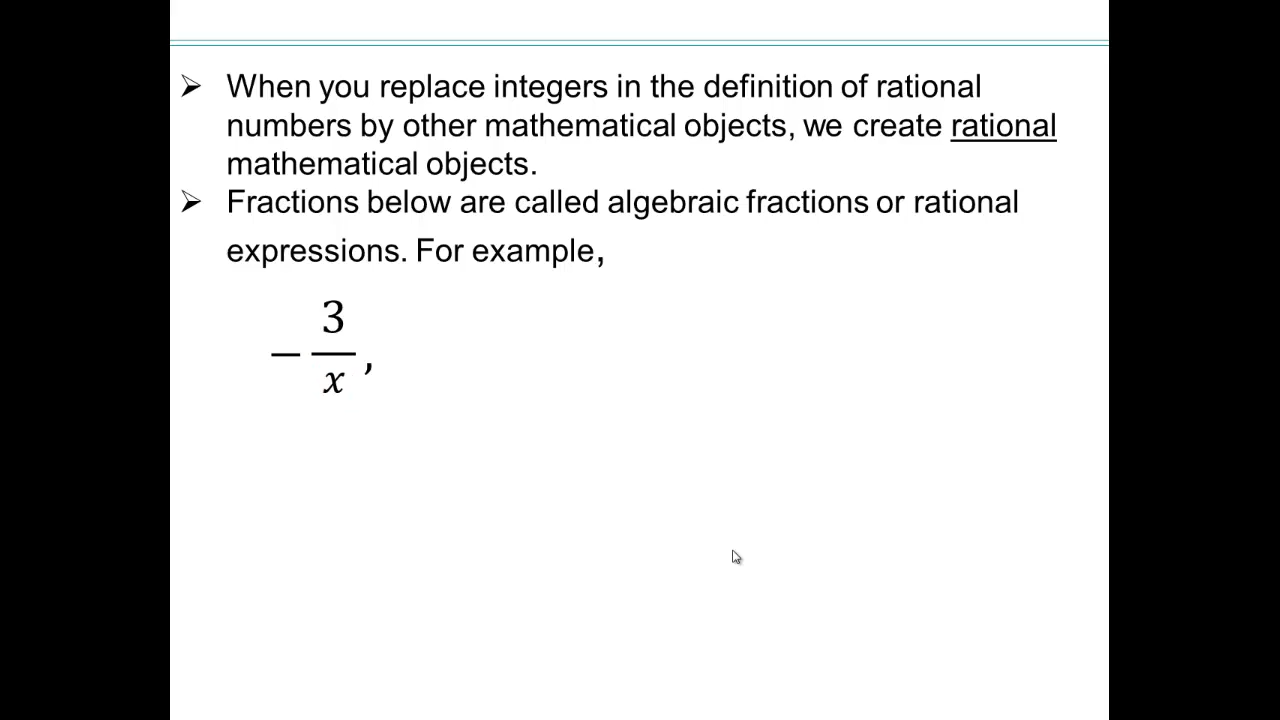 ➢ When you replace integers in the definition of rational
numbers by other mathematical objects, we create rational
mathematical objects.
➢ Fractions below are called algebraic fractions or rational
expressions. For example,
− 3/x ,